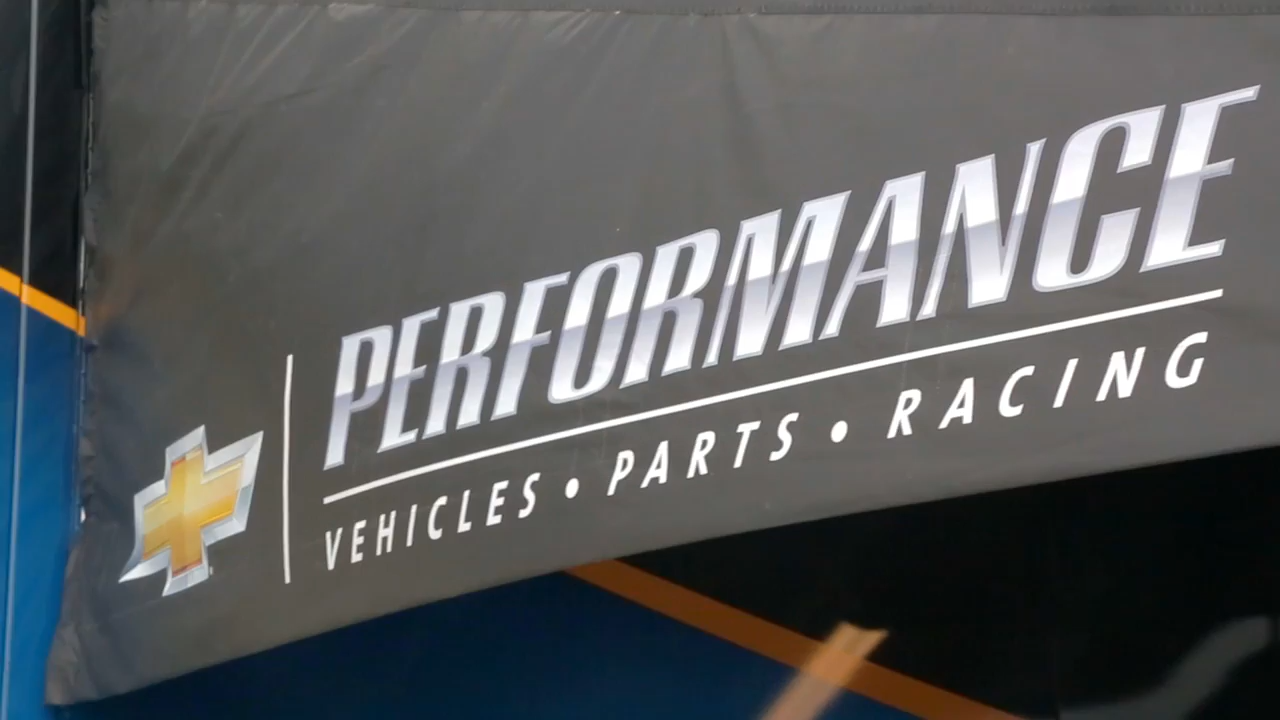 PERFORMANCE
VEHICLES • PARTS • RACING